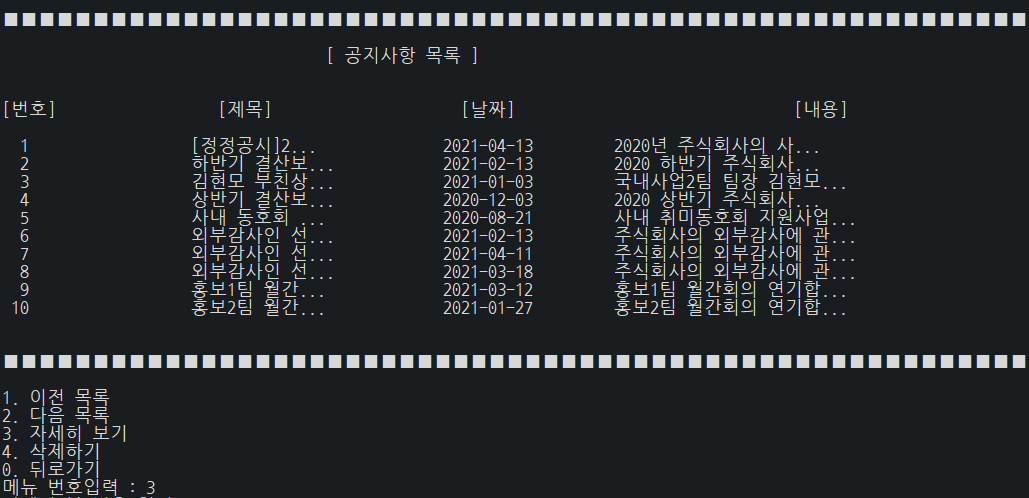 [ 공지사항 목록 ]
[번호] [제목] [날짜] [내용]
1 [정정공시]2... 2021-04-13 2020년 주식회사의 사...
2 하반기 결산보... 2021-02-13 2020 하반기 주식회사...
3 김현모 부친상... 2021-01-03 국내사업2팀 팀장 김현모...
4 상반기 결산보... 2020-12-03 2020 상반기 주식회사...
5 사내 동호회 ... 2020-08-21 사내 취미동호회 지원사업...
6 외부감사인 선... 2021-02-13 주식회사의 외부감사에 관...
7 외부감사인 선... 2021-04-11 주식회사의 외부감사에 관...
8 외부감사인 선... 2021-03-18 주식회사의 외부감사에 관...
9 홍보1팀 월간... 2021-03-12 홍보1팀 월간회의 연기합...
10 홍보2팀 월간... 2021-01-27 홍보2팀 월간회의 연기합...
1. 이전 목록
2. 다음 목록
3. 자세히 보기
4. 삭제하기
0. 뒤로가기
메뉴 번호입력 : 3